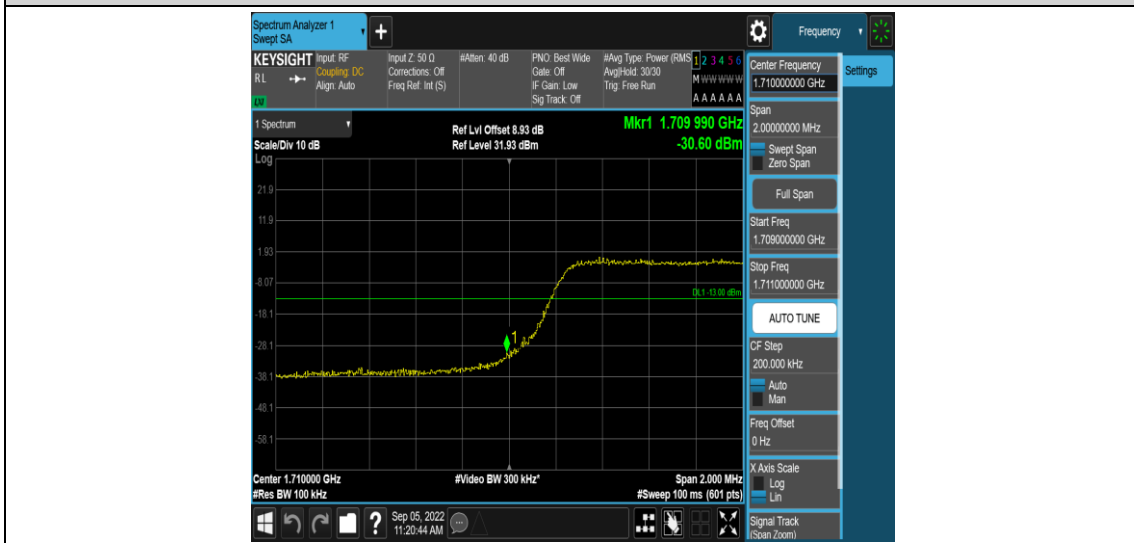 Spectrum Analyzer 1
Swept SA
+
Frequency
KEYSIGHT
RL
LXI
Input: RF
Coupling: DC
Align: Auto
Input Z: 50 Ω
Corrections: Off
Freq Ref: Int (S)
#Atten: 40 dB
PNO: Best Wide
Gate: Off
IF Gain: Low
Sig Track: Off
#Avg Type: Power (RMS
Avg|Hold: 30/30
Trig: Free Run
1 2 3 4 5 6
M W W W W W
A A A A A A
1 Spectrum
Scale/Div 10 dB
Ref Lvl Offset 8.93 dB
Ref Level 31.93 dBm
Mkr1 1.709 990 GHz
-30.60 dBm
Log
21.9
11.9
1.93
-8.07
-18.1
-28.1
-38.1
-48.1
-58.1
DL1 -13.00 dBm
1
Center 1.710000 GHz
#Video BW 300 kHz*
Span 2.000 MHz
#Res BW 100 kHz
#Sweep 100 ms (601 pts)
?
Sep 05, 2022
11:20:44 AM
Center Frequency
1.710000000 GHz
Settings
Span
2.00000000 MHz
Swept Span
Zero Span
Full Span
Start Freq
1.709000000 GHz
Stop Freq
1.711000000 GHz
AUTO TUNE
CF Step
200.000 kHz
Auto
Man
Freq Offset
0 Hz
X Axis Scale
Log
Lin
Signal Track
(Span Zoom)